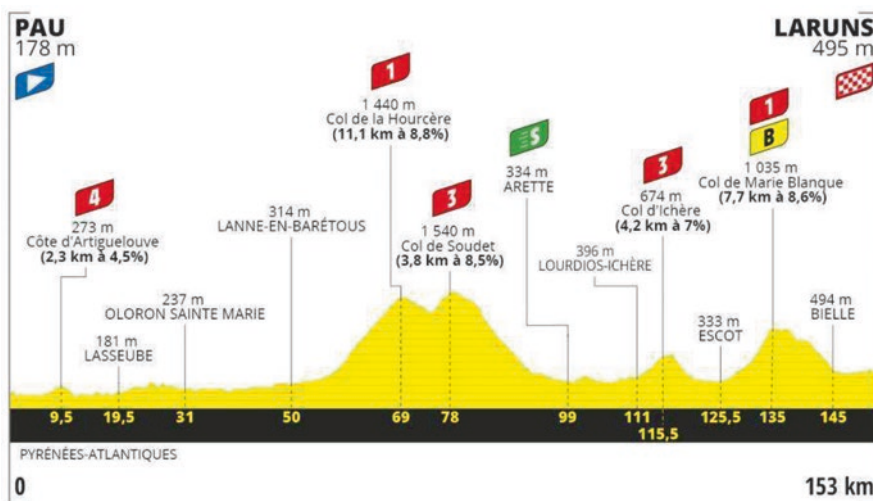 PAU
178 m
LARUNS
495 m
1
1 440 m
Col de la Hourcère
(11,1 km à 8,8%)
S
334 m
ARETTE
1
B
1 035 m
Col de Marie Blanque
(7,7 km à 8,6%)
4
273 m
Côte d'Artiguelouve
(2,3 km à 4,5%)
314 m
LANNE-EN-BARÉTOUS
3
1 540 m
Col de Soudet
(3,8 km à 8,5%)
3
674 m
Col d'Ichère
(4,2 km à 7%)
396 m
LOURDIOS-ICHÈRE
237 m
OLORON SAINTE MARIE
181 m
LASSEUBE
333 m
ESCOT
494 m
BIELLE
9,5 19,5 31 50 69 78 99 111 125,5 135 145
115,5
PYRÉNÉES-ATLANTIQUES
0 153 km